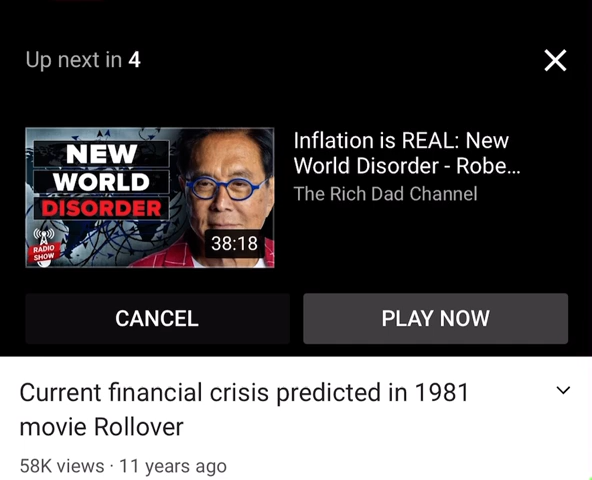 Up next in 4
NEW
WORLD
DISORDER
RADIO
SHOW
38:18
Inflation is REAL: New
World Disorder - Robe...
The Rich Dad Channel
CANCEL
PLAY NOW
Current financial crisis predicted in 1981
movie Rollover
58K views · 11 years ago